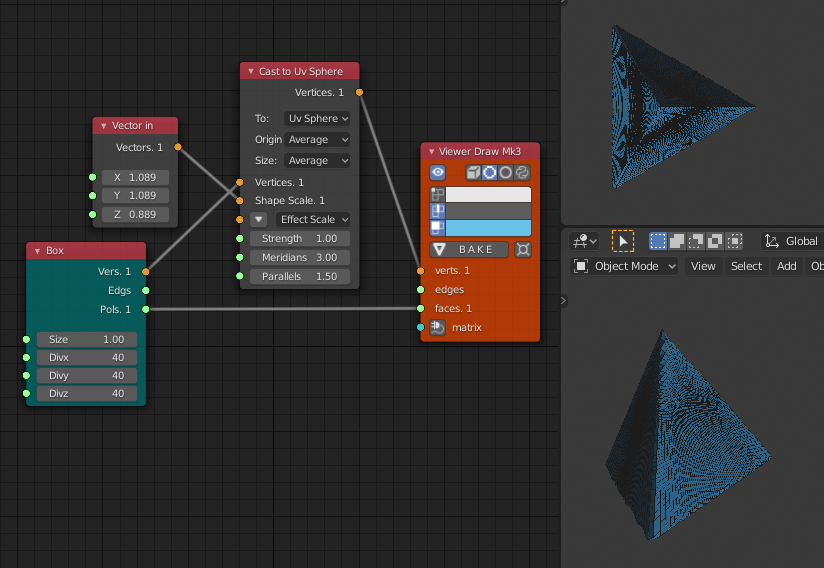 Vector in
Vectors. 1
X 1.089
Y 1.089
Z 0.889
Box
Vers. 1
Edgs
Pols. 1
Size 1.00
Divx 40
Divy 40
Divz 40
Cast to Uv Sphere
Vertices. 1
To: Uv Sphere
Origin Average
Size: Average
Vertices. 1
Shape Scale. 1
Effect Scale
Strength 1.00
Meridians 3.00
Parallels 1.50
Viewer Draw Mk3
BAKE
verts. 1
edges
faces. 1
matrix
Global
Object Mode View Select Add Ob